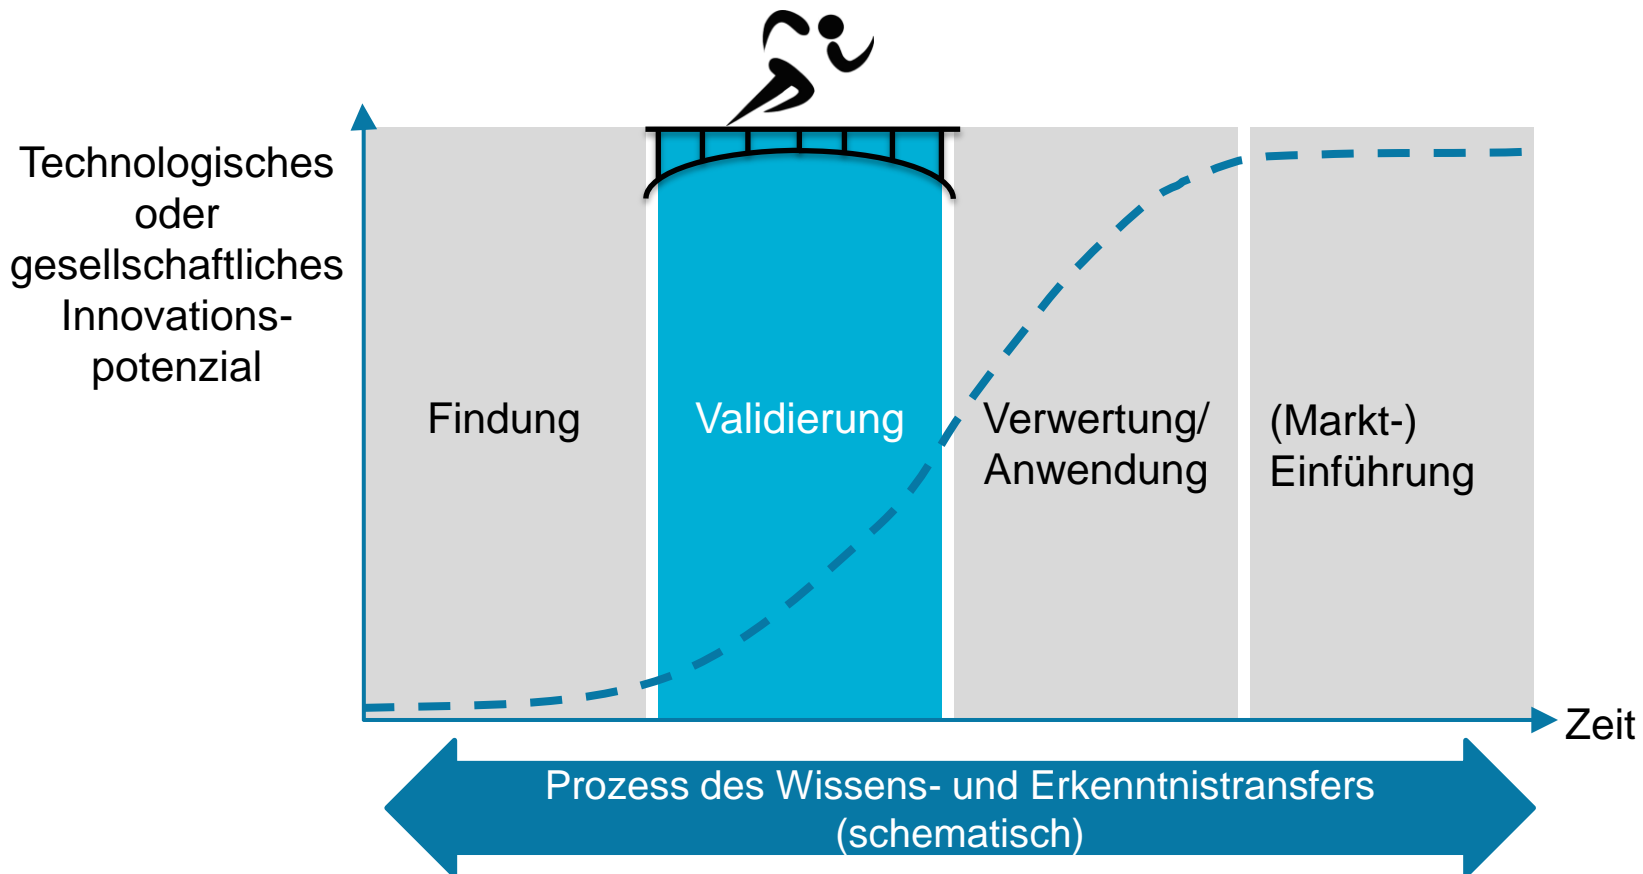 Technologisches
oder
gesellschaftliches
Innovations-
potenzial
Findung
Validierung
Verwertung/
Anwendung
(Markt-)
Einführung
Zeit
Prozess des Wissens- und Erkenntnistransfers
(schematisch)